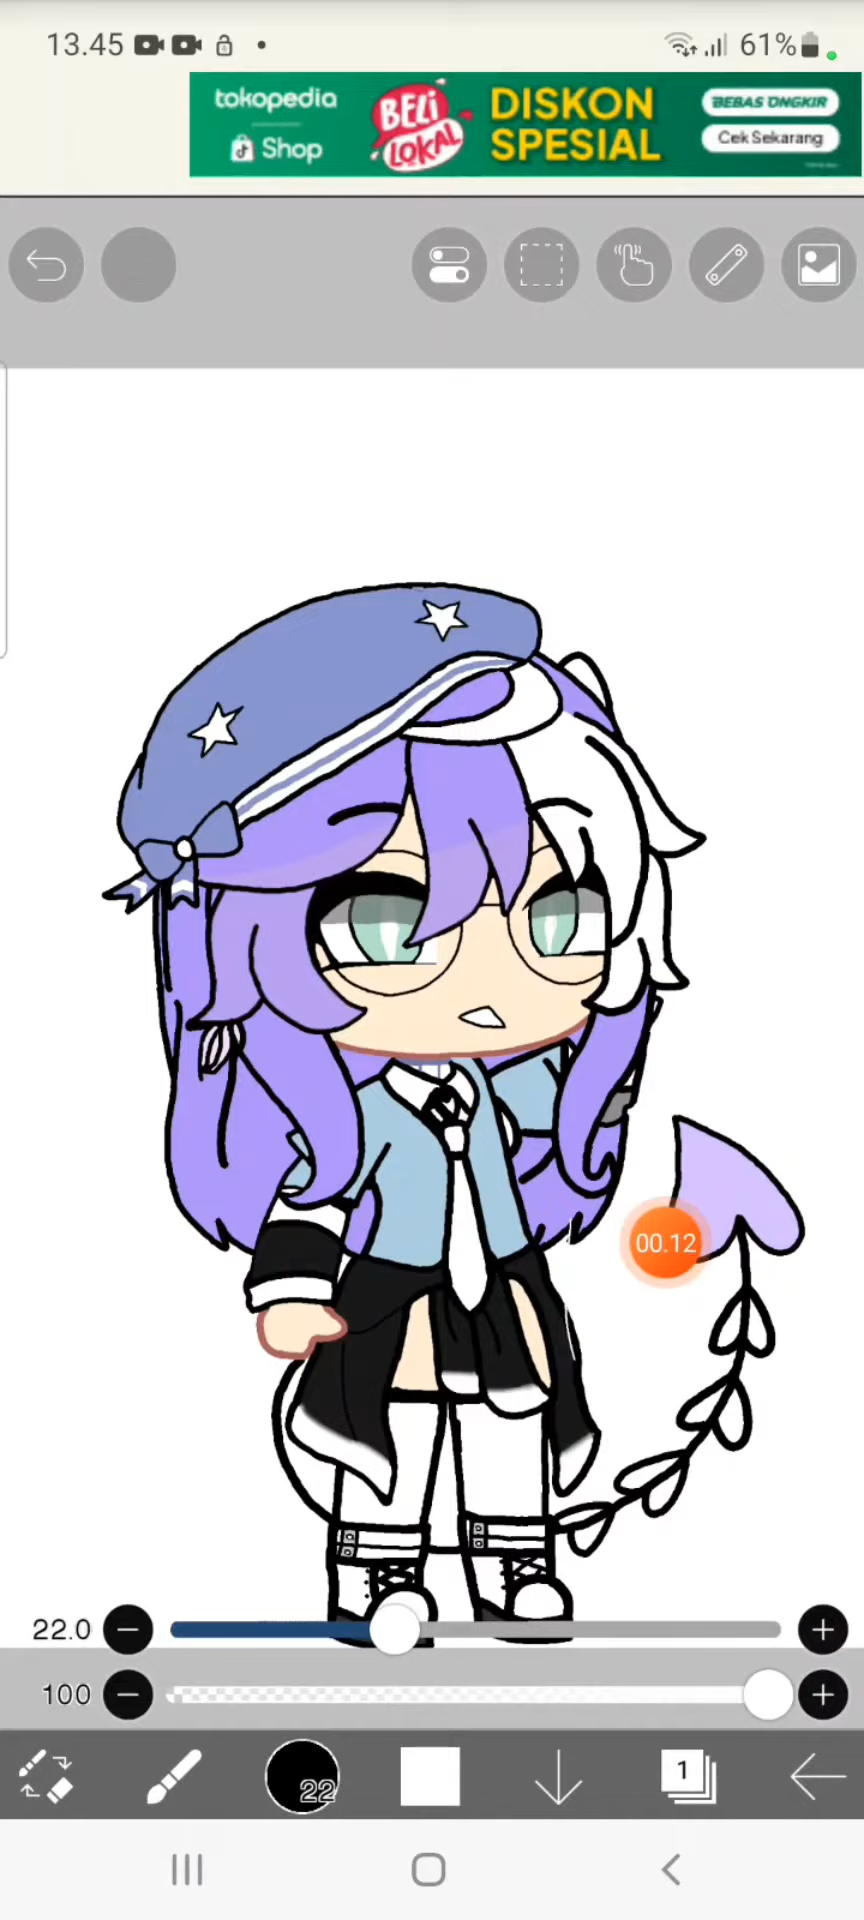 13.45
61%
tokopedia
Shop
BELi
LOKAL
DISKON
SPESIAL
BEBAS ONGKIR
Cek Sekarang
00.12
22.0
100
22
1